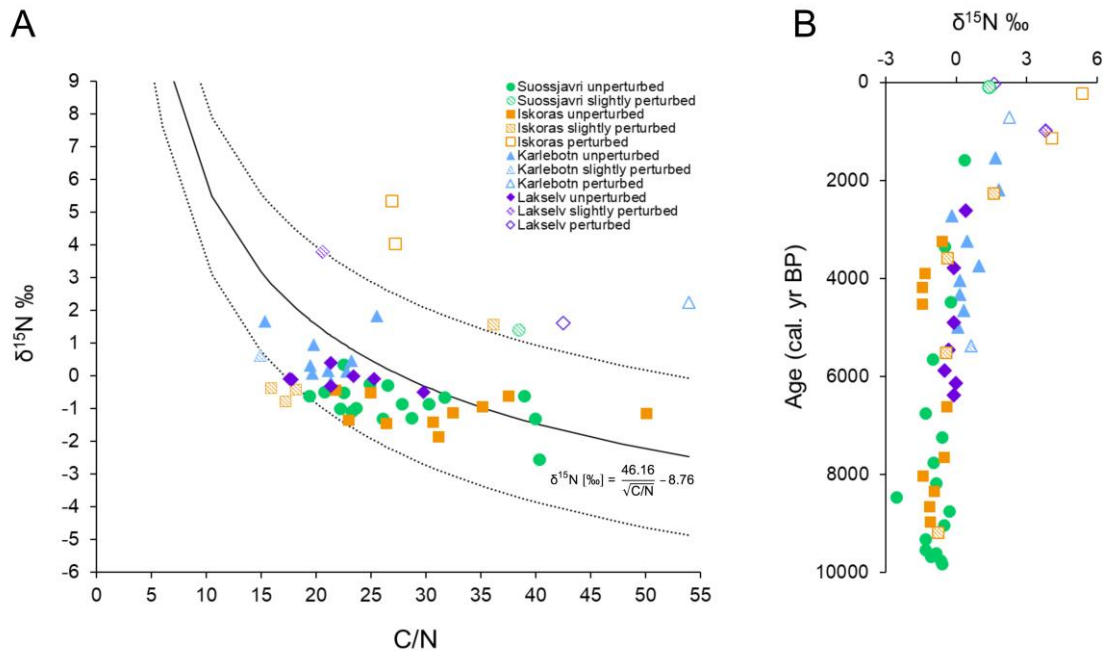 A
B
δ¹⁵N ‰
-3 0 3 6
9
8
7
6
5
4
3
2
1
0
-1
-2
-3
-4
-5
-6
δ¹⁵N ‰
Suossjavri unperturbed
Suossjavri slightly perturbed
Iskoras unperturbed
Iskoras slightly perturbed
Iskoras perturbed
Karlebotn unperturbed
Karlebotn slightly perturbed
Karlebotn perturbed
Lakselv unperturbed
Lakselv slightly perturbed
Lakselv perturbed
δ¹⁵N [‰] = 46.16 / √C/N − 8.76
0 5 10 15 20 25 30 35 40 45 50 55
C/N
0
2000
4000
6000
8000
10000
Age (cal. yr BP)